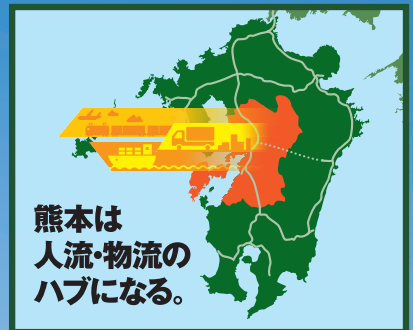 熊本は
人流・物流の
ハブになる。